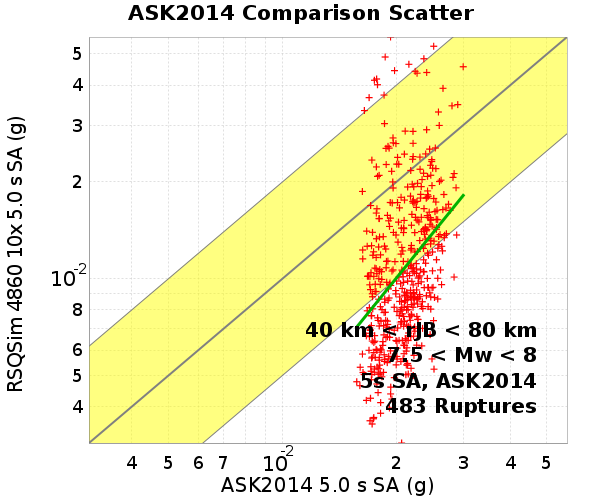 ASK2014 Comparison Scatter
RSQSim 4860 10x 5.0 s SA (g)
5
4
3
2
10-2
8
6
5
4
40 km < rJB < 80 km
7.5 < Mw < 8
5s SA, ASK2014
483 Ruptures
4 5 6 7 10-2 2 3 4 5
ASK2014 5.0 s SA (g)